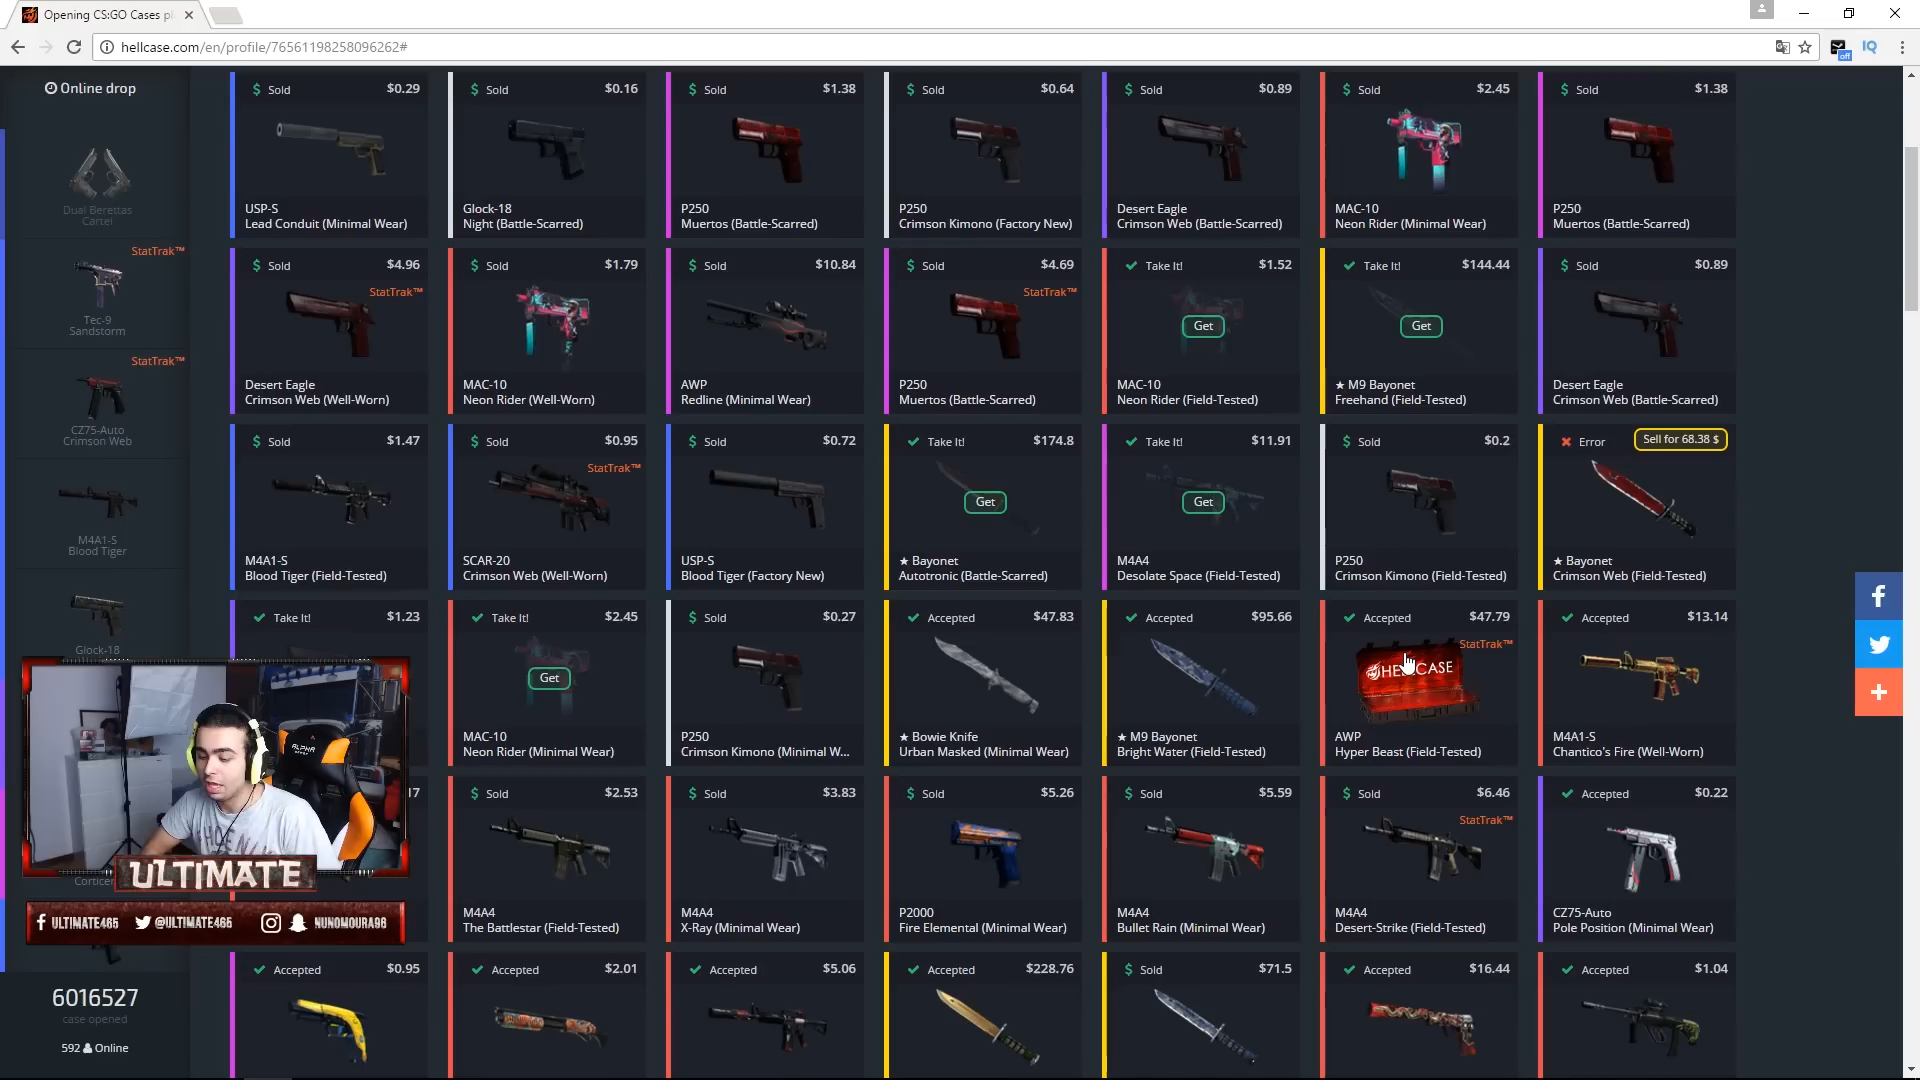 Opening CS:GO Cases pl
hellcase.com/en/profile/76561198258096262#
off
IQ
Online drop
Dual Berettas
Cartel
StatTrak™
Tec-9
Sandstorm
StatTrak™
CZ75-Auto
Crimson Web
M4A1-S
Blood Tiger
Glock-18
Sold $0.29
USP-S
Lead Conduit (Minimal Wear)
Sold $0.16
Glock-18
Night (Battle-Scarred)
Sold $1.38
P250
Muertos (Battle-Scarred)
Sold $0.64
P250
Crimson Kimono (Factory New)
Sold $0.89
Desert Eagle
Crimson Web (Battle-Scarred)
Sold $2.45
MAC-10
Neon Rider (Minimal Wear)
Sold $1.38
P250
Muertos (Battle-Scarred)
Sold $4.96
StatTrak™
Desert Eagle
Crimson Web (Well-Worn)
Sold $1.79
MAC-10
Neon Rider (Well-Worn)
Sold $10.84
AWP
Redline (Minimal Wear)
Sold $4.69
StatTrak™
P250
Muertos (Battle-Scarred)
Take It! $1.52
Get
MAC-10
Neon Rider (Field-Tested)
Take It! $144.44
Get
★ M9 Bayonet
Freehand (Field-Tested)
Sold $0.89
Desert Eagle
Crimson Web (Battle-Scarred)
Sold $1.47
M4A1-S
Blood Tiger (Field-Tested)
Sold $0.95
StatTrak™
SCAR-20
Crimson Web (Well-Worn)
Sold $0.72
USP-S
Blood Tiger (Factory New)
Take It! $174.8
Get
★ Bayonet
Autotronic (Battle-Scarred)
Take It! $11.91
Get
M4A4
Desolate Space (Field-Tested)
Sold $0.2
P250
Crimson Kimono (Field-Tested)
Error Sell for 68.38 $
★ Bayonet
Crimson Web (Field-Tested)
Take It! $1.23
Take It! $2.45
Get
MAC-10
Neon Rider (Minimal Wear)
Sold $0.27
P250
Crimson Kimono (Minimal W...
Accepted $47.83
★ Bowie Knife
Urban Masked (Minimal Wear)
Accepted $95.66
★ M9 Bayonet
Bright Water (Field-Tested)
Accepted $47.79
StatTrak™
HELLCASE
AWP
Hyper Beast (Field-Tested)
Accepted $13.14
M4A1-S
Chantico's Fire (Well-Worn)
17
Sold $2.53
M4A4
The Battlestar (Field-Tested)
Sold $3.83
M4A4
X-Ray (Minimal Wear)
Sold $5.26
P2000
Fire Elemental (Minimal Wear)
Sold $5.59
M4A4
Bullet Rain (Minimal Wear)
Sold $6.46
StatTrak™
M4A4
Desert-Strike (Field-Tested)
Accepted $0.22
CZ75-Auto
Pole Position (Minimal Wear)
Accepted $0.95
Accepted $2.01
Accepted $5.06
Accepted $228.76
Sold $71.5
Accepted $16.44
Accepted $1.04
ALPHA
ULTIMATE
ULTIMATE465 @ULTIMATE465 NUNOMOURA96
6016527
case opened
592 Online